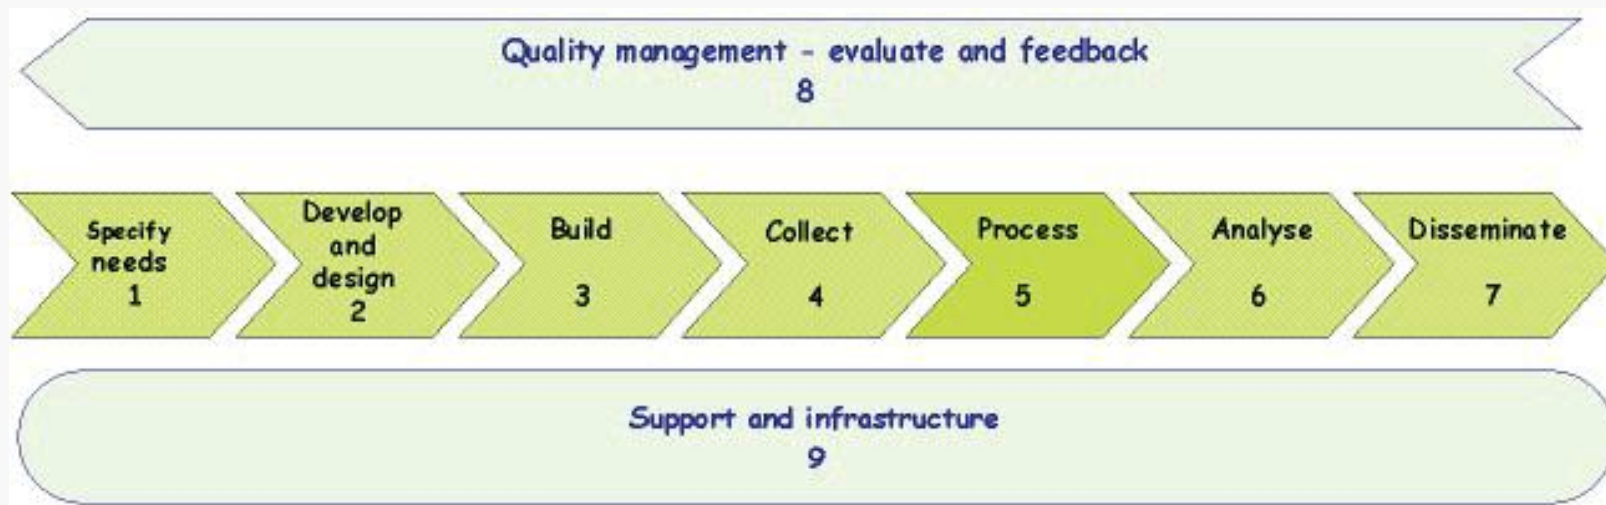 Quality management - evaluate and feedback
8
Specify
needs
1
Develop
and
design
2
Build
3
Collect
4
Process
5
Analyse
6
Disseminate
7
Support and infrastructure
9